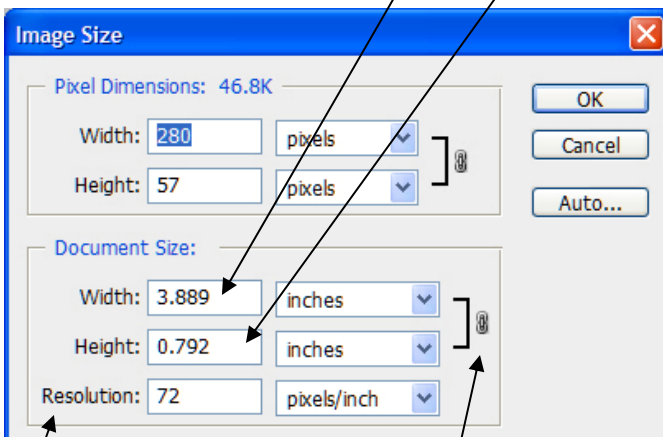 Image Size
Pixel Dimensions: 46.8K
OK
Width: 280 pixels
Cancel
Height: 57 pixels
Auto...
Document Size:
Width: 3.889 inches
Height: 0.792 inches
Resolution: 72 pixels/inch